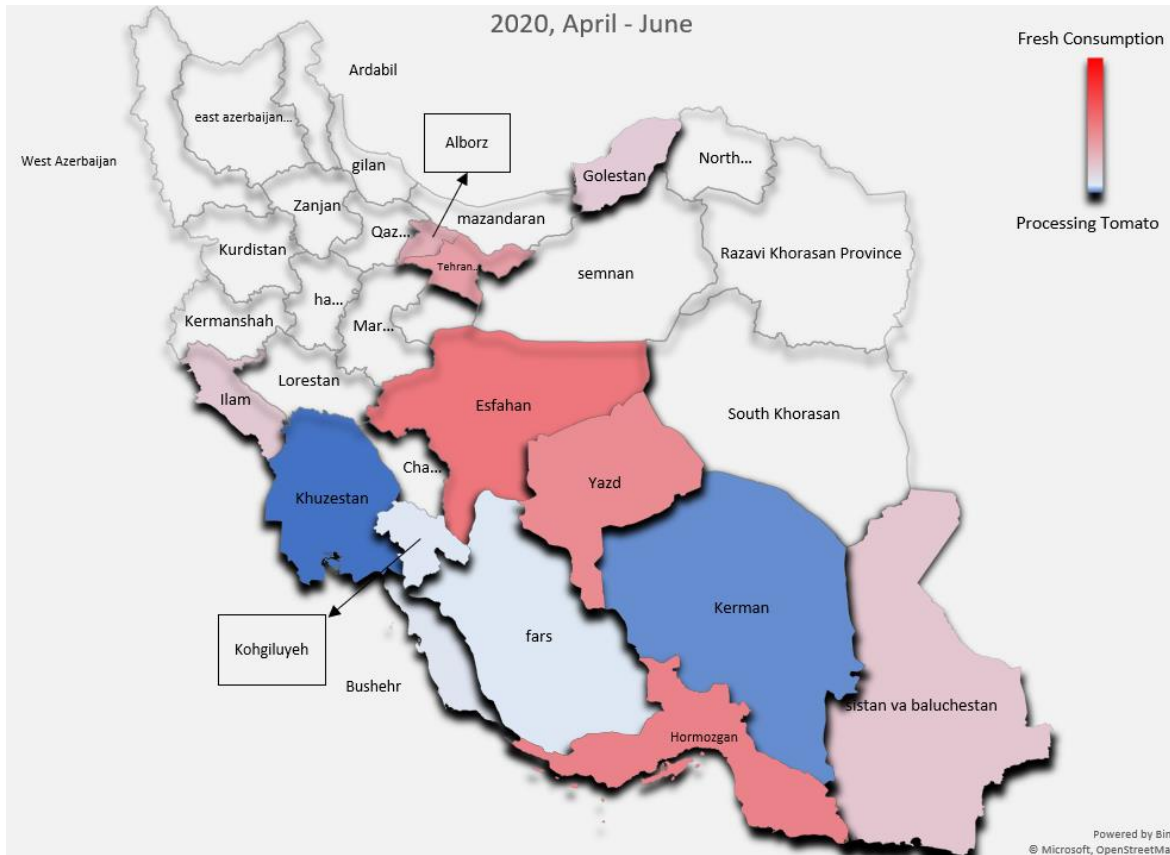 2020, April - June
Fresh Consumption
Processing Tomato
Ardabil
east azerbaijan...
West Azerbaijan
Alborz
gilan
Golestan
North...
Zanjan
mazandaran
Qaz...
Kurdistan
Tehran...
semnan
Razavi Khorasan Province
ha...
Kermanshah
Mar...
Lorestan
Ilam
Esfahan
South Khorasan
Cha...
Yazd
Khuzestan
Kerman
Kohgiluyeh
fars
Bushehr
sistan va baluchestan
Hormozgan
Powered by Bin
© Microsoft, OpenStreetMa